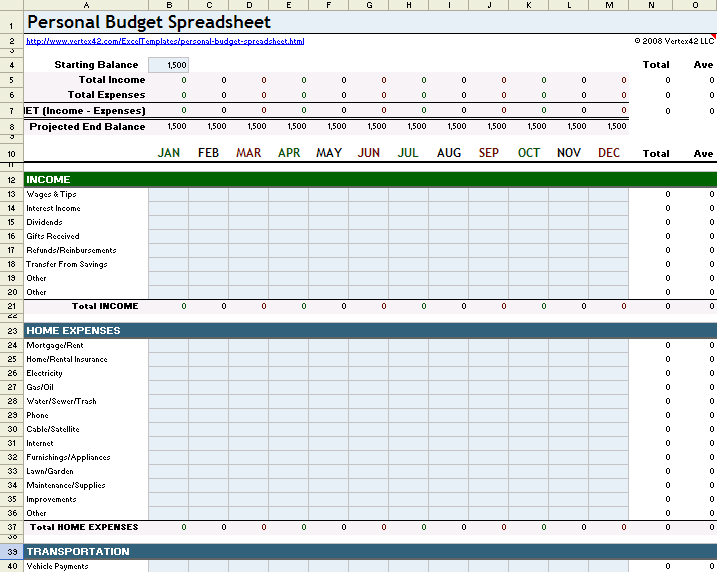 A B C D E F G H I J K L M N O
1 Personal Budget Spreadsheet
2 http://www.vertex42.com/ExcelTemplates/personal-budget-spreadsheet.html © 2008 Vertex42 LLC
3
4 Starting Balance 1,500 Total Ave
5 Total Income 0 0 0 0 0 0 0 0 0 0 0 0 0 0
6 Total Expenses 0 0 0 0 0 0 0 0 0 0 0 0 0 0
7 ET (Income - Expenses) 0 0 0 0 0 0 0 0 0 0 0 0 0 0
8 Projected End Balance 1,500 1,500 1,500 1,500 1,500 1,500 1,500 1,500 1,500 1,500 1,500 1,500
9
10 JAN FEB MAR APR MAY JUN JUL AUG SEP OCT NOV DEC Total Ave
11
12 INCOME
13 Wages & Tips 0 0
14 Interest Income 0 0
15 Dividends 0 0
16 Gifts Received 0 0
17 Refunds/Reinbursements 0 0
18 Transfer From Savings 0 0
19 Other 0 0
20 Other 0 0
21 Total INCOME 0 0 0 0 0 0 0 0 0 0 0 0 0 0
22
23 HOME EXPENSES
24 Mortgage/Rent 0 0
25 Home/Rental Insurance 0 0
26 Electricity 0 0
27 Gas/Oil 0 0
28 Water/Sewer/Trash 0 0
29 Phone 0 0
30 Cable/Satellite 0 0
31 Internet 0 0
32 Furnishings/Appliances 0 0
33 Lawn/Garden 0 0
34 Maintenance/Supplies 0 0
35 Improvements 0 0
36 Other 0 0
37 Total HOME EXPENSES 0 0 0 0 0 0 0 0 0 0 0 0 0 0
38
39 TRANSPORTATION
40 Vehicle Payments 0 0